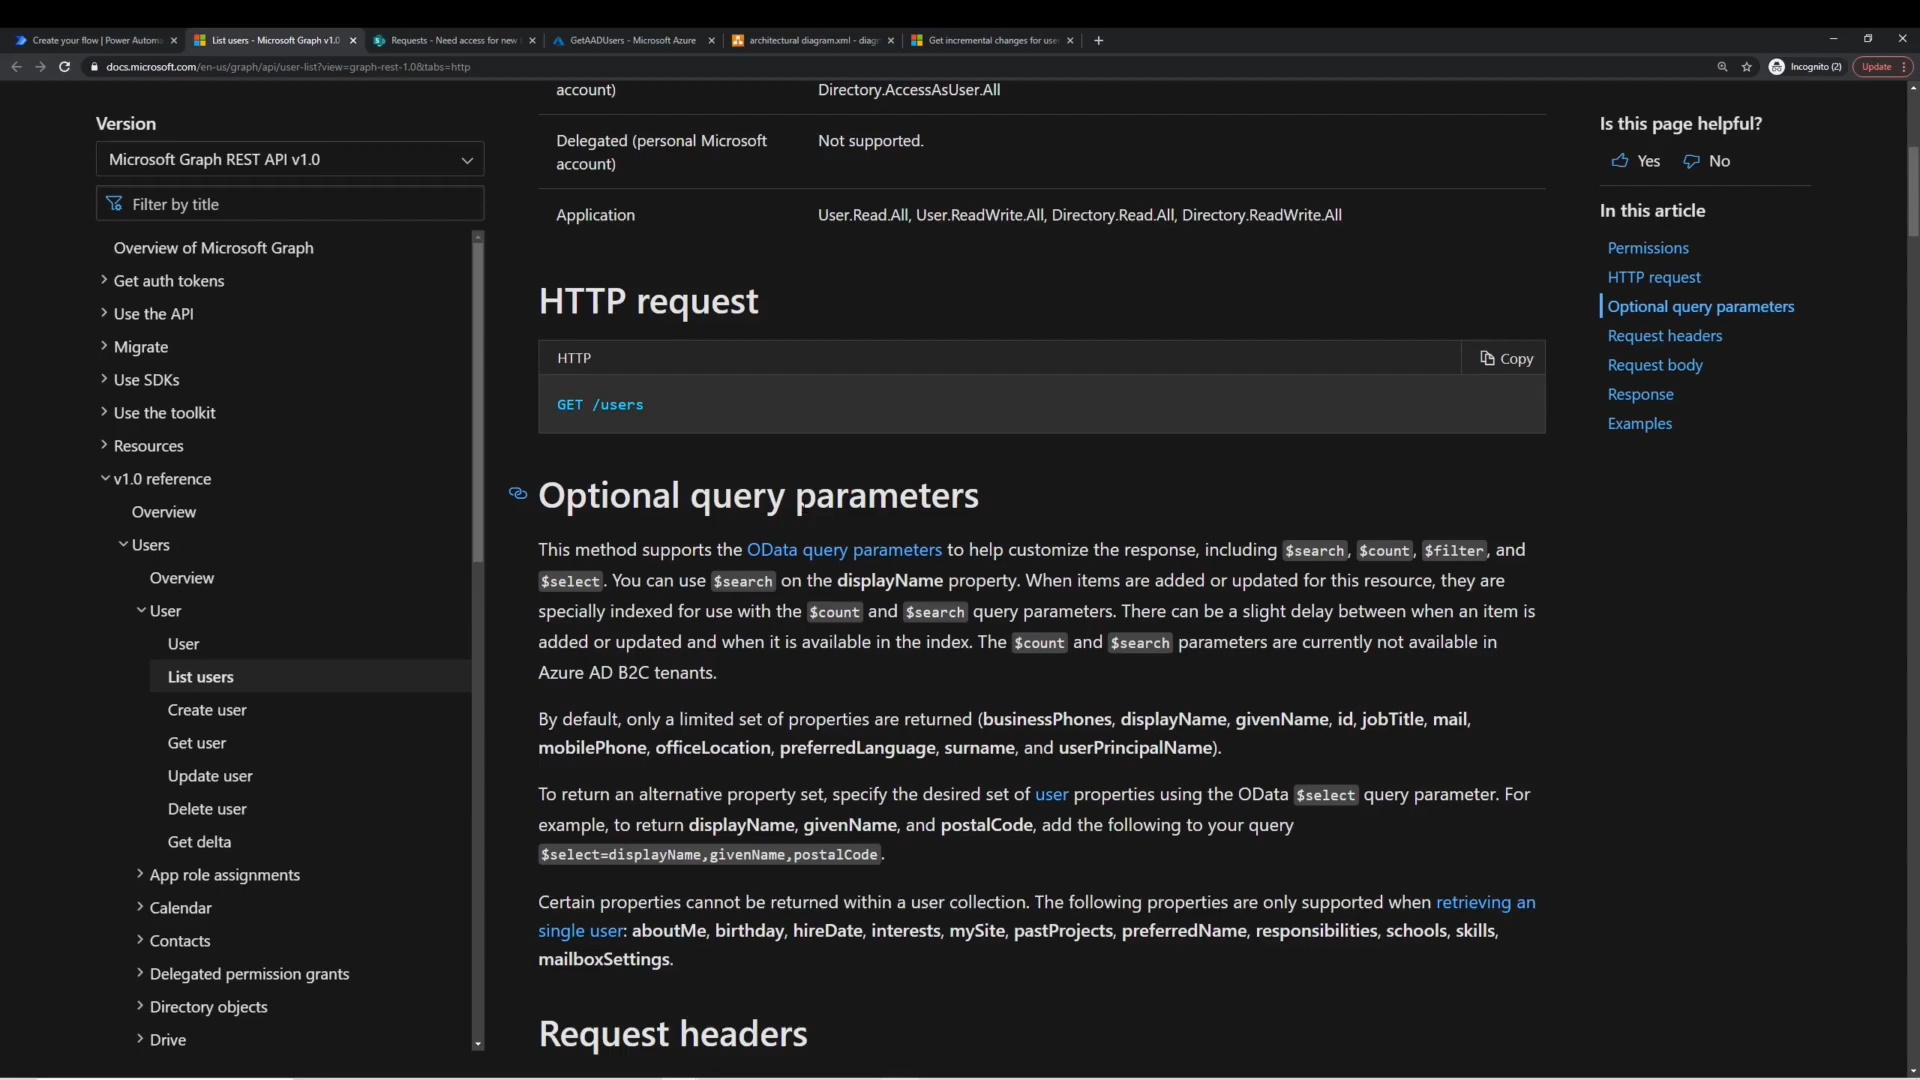 Create your flow | Power Automa
List users - Microsoft Graph v1.0
Requests - Need access for new
GetAADUsers - Microsoft Azure
architectural diagram.xml - diag
Get incremental changes for use
docs.microsoft.com/en-us/graph/api/user-list?view=graph-rest-1.0&tabs=http
Incognito (2)
Update
Version
Microsoft Graph REST API v1.0
Filter by title
Overview of Microsoft Graph
Get auth tokens
Use the API
Migrate
Use SDKs
Use the toolkit
Resources
v1.0 reference
Overview
Users
Overview
User
User
List users
Create user
Get user
Update user
Delete user
Get delta
App role assignments
Calendar
Contacts
Delegated permission grants
Directory objects
Drive
account) Directory.AccessAsUser.All
Delegated (personal Microsoft Not supported.
account)
Application User.Read.All, User.ReadWrite.All, Directory.Read.All, Directory.ReadWrite.All
HTTP request
HTTP Copy
GET /users
Optional query parameters
This method supports the OData query parameters to help customize the response, including $search, $count, $filter, and
$select. You can use $search on the displayName property. When items are added or updated for this resource, they are
specially indexed for use with the $count and $search query parameters. There can be a slight delay between when an item is
added or updated and when it is available in the index. The $count and $search parameters are currently not available in
Azure AD B2C tenants.
By default, only a limited set of properties are returned (businessPhones, displayName, givenName, id, jobTitle, mail,
mobilePhone, officeLocation, preferredLanguage, surname, and userPrincipalName).
To return an alternative property set, specify the desired set of user properties using the OData $select query parameter. For
example, to return displayName, givenName, and postalCode, add the following to your query
$select=displayName,givenName,postalCode.
Certain properties cannot be returned within a user collection. The following properties are only supported when retrieving an
single user: aboutMe, birthday, hireDate, interests, mySite, pastProjects, preferredName, responsibilities, schools, skills,
mailboxSettings.
Request headers
Is this page helpful?
Yes No
In this article
Permissions
HTTP request
Optional query parameters
Request headers
Request body
Response
Examples